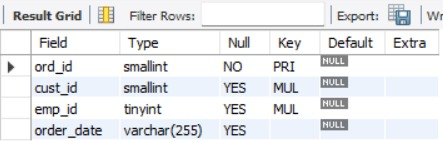 Result Grid Filter Rows: Export: Wr
Field Type Null Key Default Extra
ord_id smallint NO PRI NULL
cust_id smallint YES MUL NULL
emp_id tinyint YES MUL NULL
order_date varchar(255) YES NULL